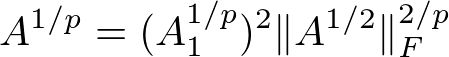 $A^{1/p} = (A_1^{1/p})^2 \| A^{1/2} \|_F^{2/p}$